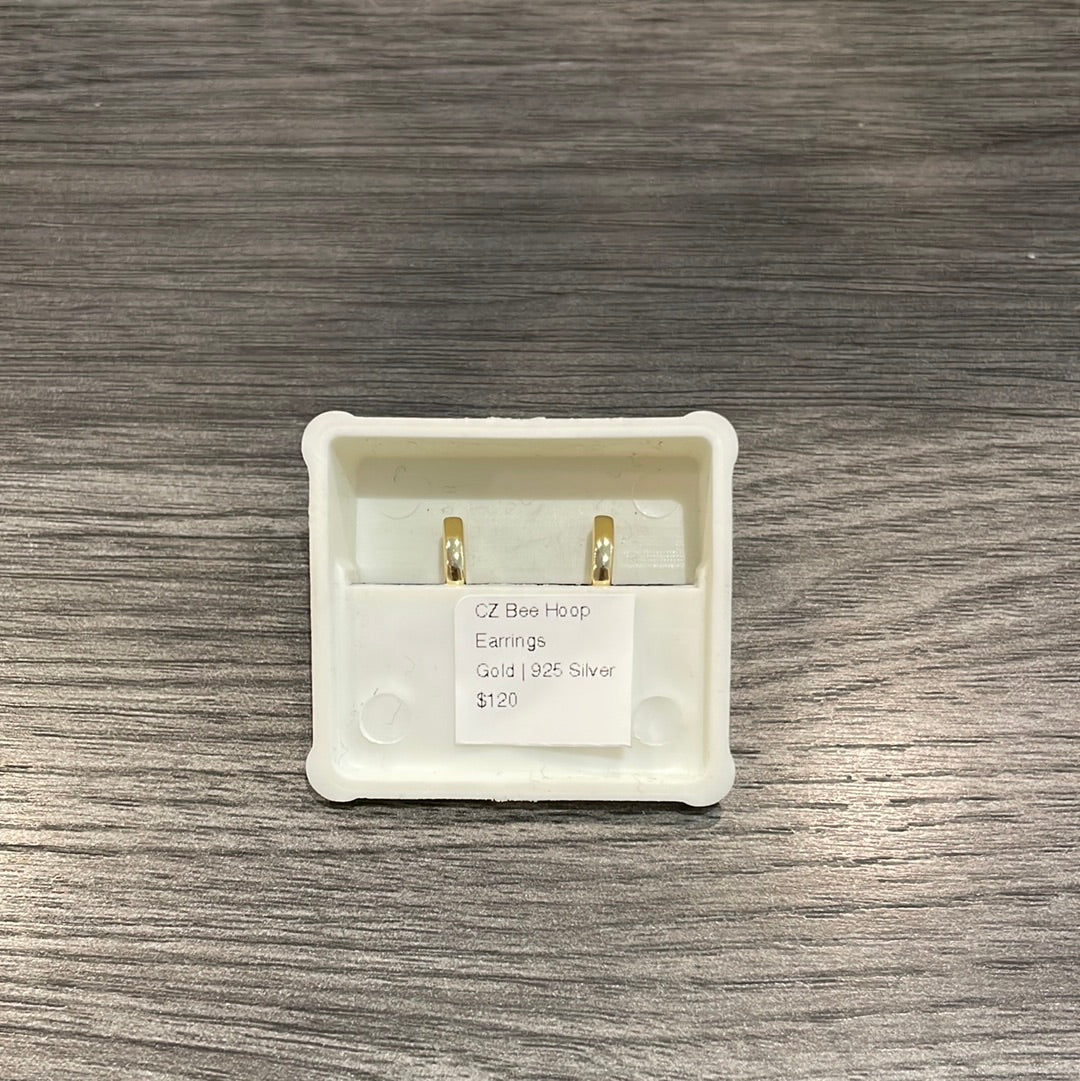 CZ Bee Hoop
Earrings
Gold | 925 Silver
$120